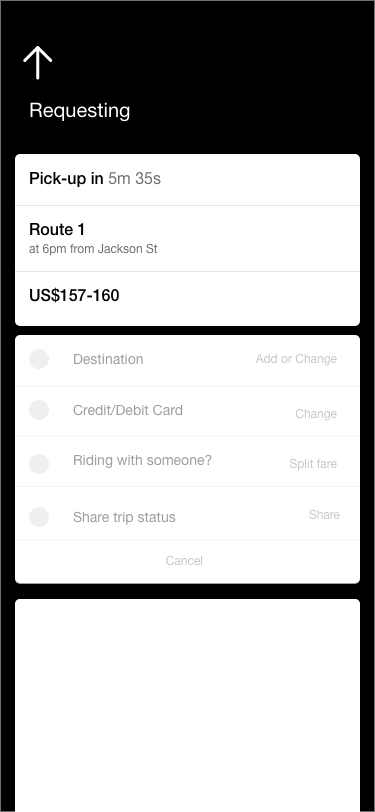 Requesting
Pick-up in 5m 35s
Route 1
at 6pm from Jackson St
US$157-160
Destination Add or Change
Credit/Debit Card Change
Riding with someone? Split fare
Share trip status Share
Cancel